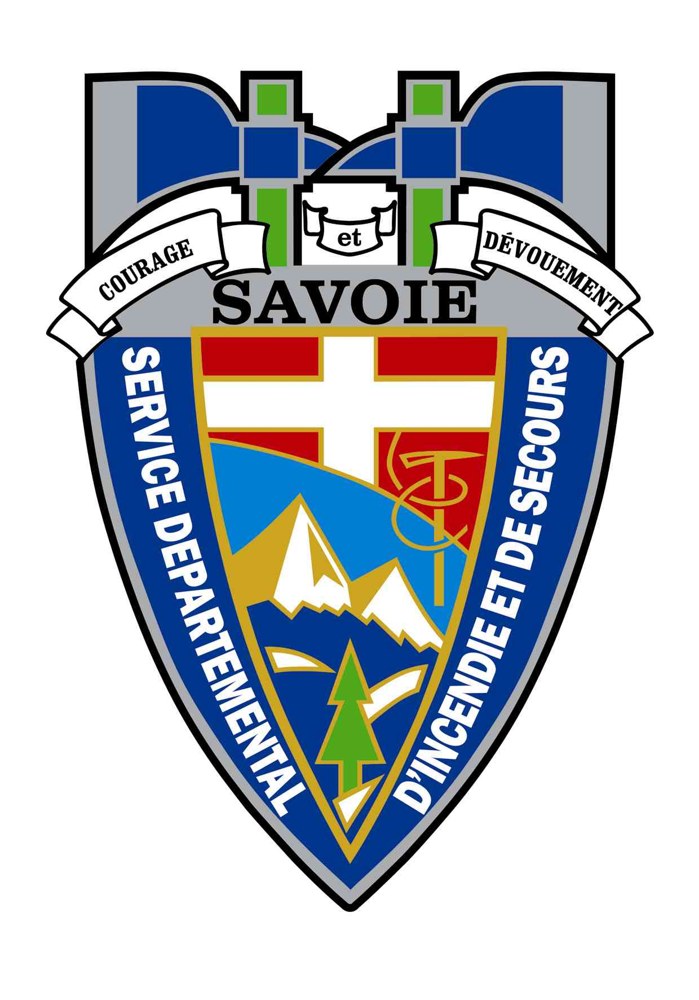 COURAGE
et
DÉVOUEMENT
SAVOIE
SERVICE DEPARTEMENTAL
D'INCENDIE ET DE SECOURS